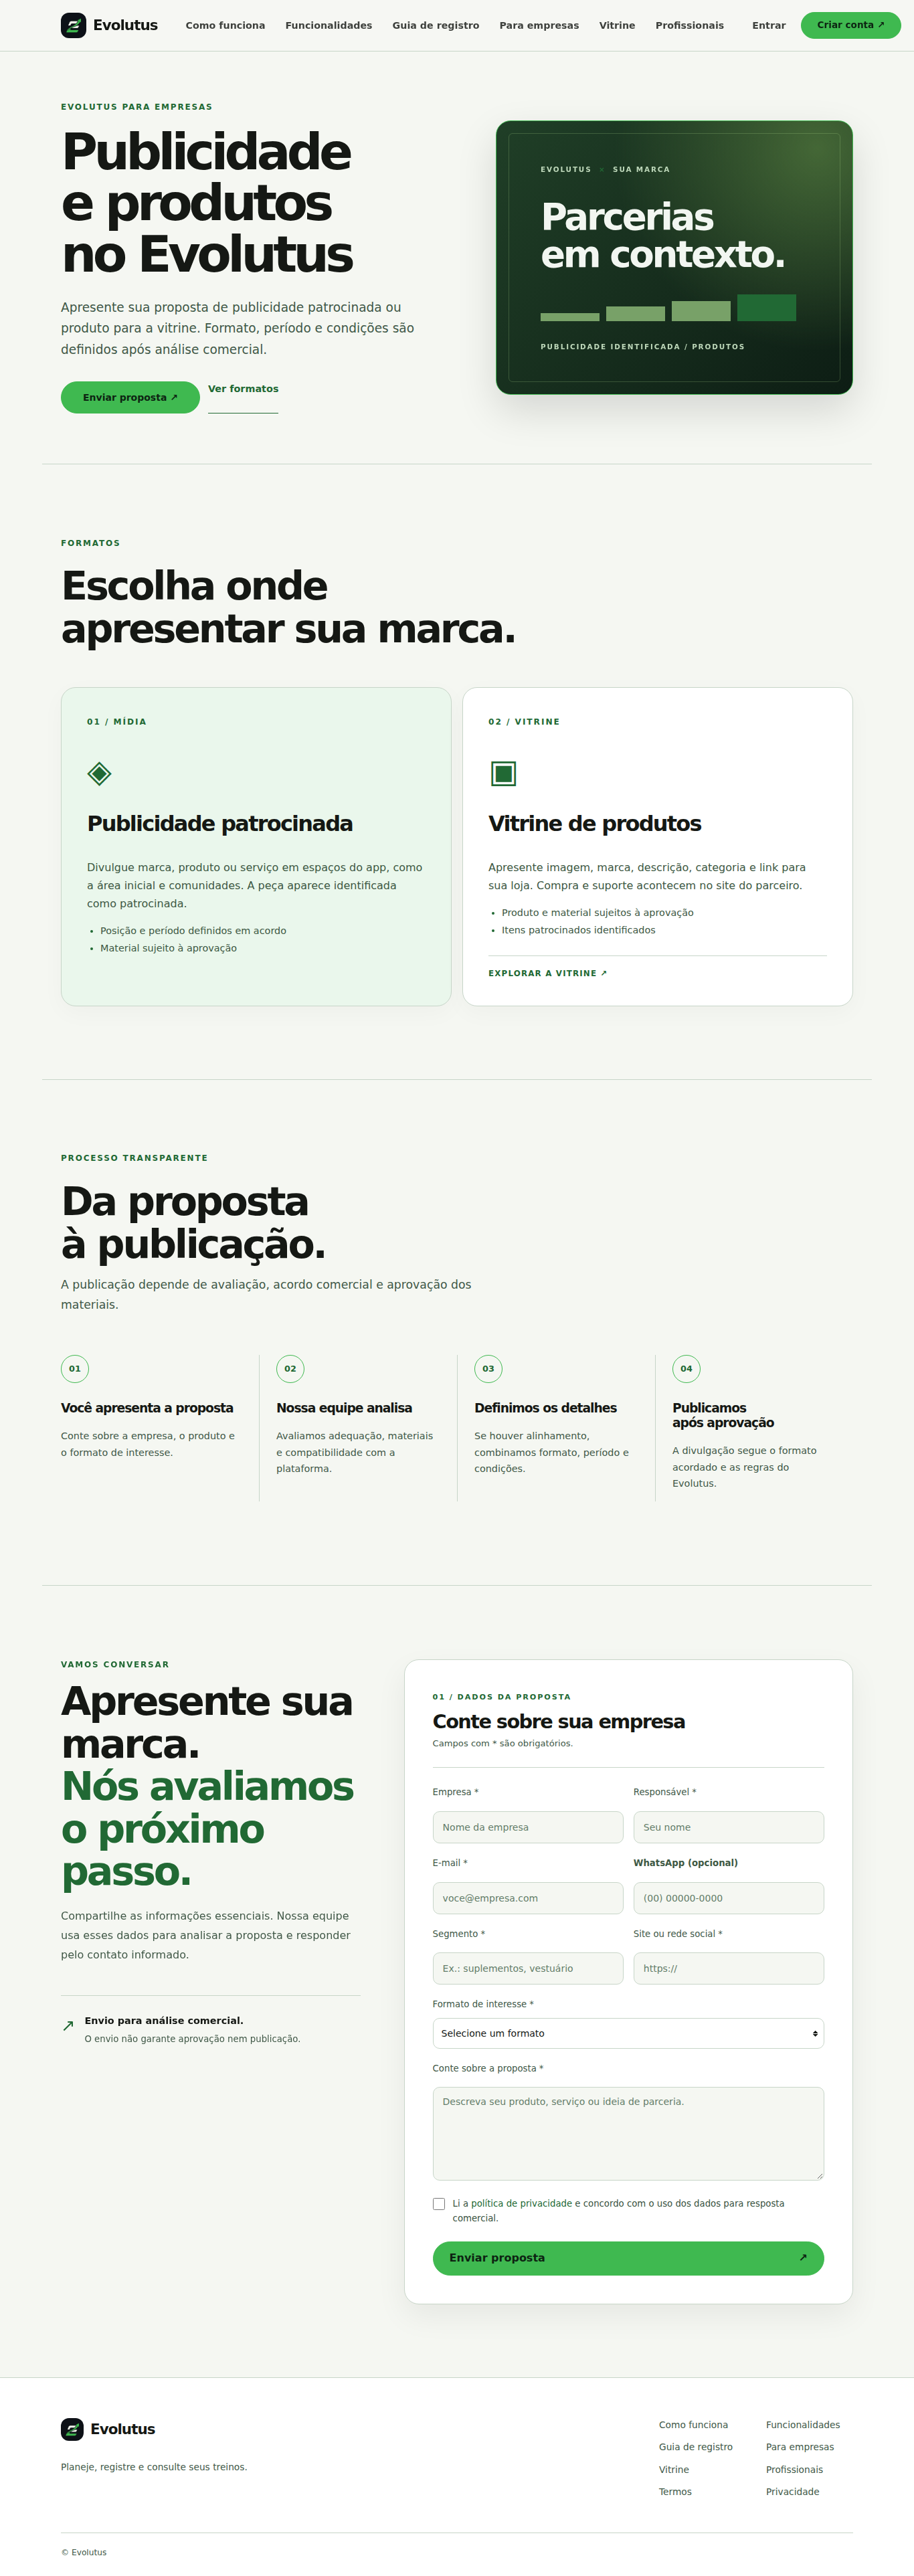 Evolutus
Como funciona
Funcionalidades
Guia de registro
Para empresas
Vitrine
Profissionais
Entrar
Criar conta ↗
EVOLUTUS PARA EMPRESAS
Publicidade
e produtos
no Evolutus
Apresente sua proposta de publicidade patrocinada ou
produto para a vitrine. Formato, período e condições são
definidos após análise comercial.
Enviar proposta ↗
Ver formatos
EVOLUTUS
SUA MARCA
Parcerias
em contexto.
PUBLICIDADE IDENTIFICADA / PRODUTOS
FORMATOS
Escolha onde
apresentar sua marca.
01 / MÍDIA
Publicidade patrocinada
Divulgue marca, produto ou serviço em espaços do app, como
a área inicial e comunidades. A peça aparece identificada
como patrocinada.
• Posição e período definidos em acordo
• Material sujeito à aprovação
02 / VITRINE
Vitrine de produtos
Apresente imagem, marca, descrição, categoria e link para
sua loja. Compra e suporte acontecem no site do parceiro.
• Produto e material sujeitos à aprovação
• Itens patrocinados identificados
EXPLORAR A VITRINE ↗
PROCESSO TRANSPARENTE
Da proposta
à publicação.
A publicação depende de avaliação, acordo comercial e aprovação dos
materiais.
01
Você apresenta a proposta
Conte sobre a empresa, o produto e
o formato de interesse.
02
Nossa equipe analisa
Avaliamos adequação, materiais
e compatibilidade com a
plataforma.
03
Definimos os detalhes
Se houver alinhamento,
combinamos formato, período e
condições.
04
Publicamos
após aprovação
A divulgação segue o formato
acordado e as regras do
Evolutus.
VAMOS CONVERSAR
Apresente sua
marca.
Nós avaliamos
o próximo
passo.
Compartilhe as informações essenciais. Nossa equipe
usa esses dados para analisar a proposta e responder
pelo contato informado.
↗
Envio para análise comercial.
O envio não garante aprovação nem publicação.
01 / DADOS DA PROPOSTA
Conte sobre sua empresa
Campos com * são obrigatórios.
Empresa *
Nome da empresa
Responsável *
Seu nome
E-mail *
voce@empresa.com
WhatsApp (opcional)
(00) 00000-0000
Segmento *
Ex.: suplementos, vestuário
Site ou rede social *
https://
Formato de interesse *
Selecione um formato
Conte sobre a proposta *
Descreva seu produto, serviço ou ideia de parceria.
Li a política de privacidade e concordo com o uso dos dados para resposta
comercial.
Enviar proposta ↗
Evolutus
Planeje, registre e consulte seus treinos.
Como funciona
Funcionalidades
Guia de registro
Para empresas
Vitrine
Profissionais
Termos
Privacidade
© Evolutus